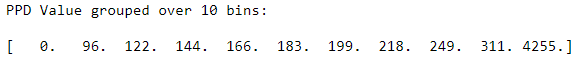 PPD Value grouped over 10 bins:
[   0.   96.  122.  144.  166.  183.  199.  218.  249.  311. 4255.]